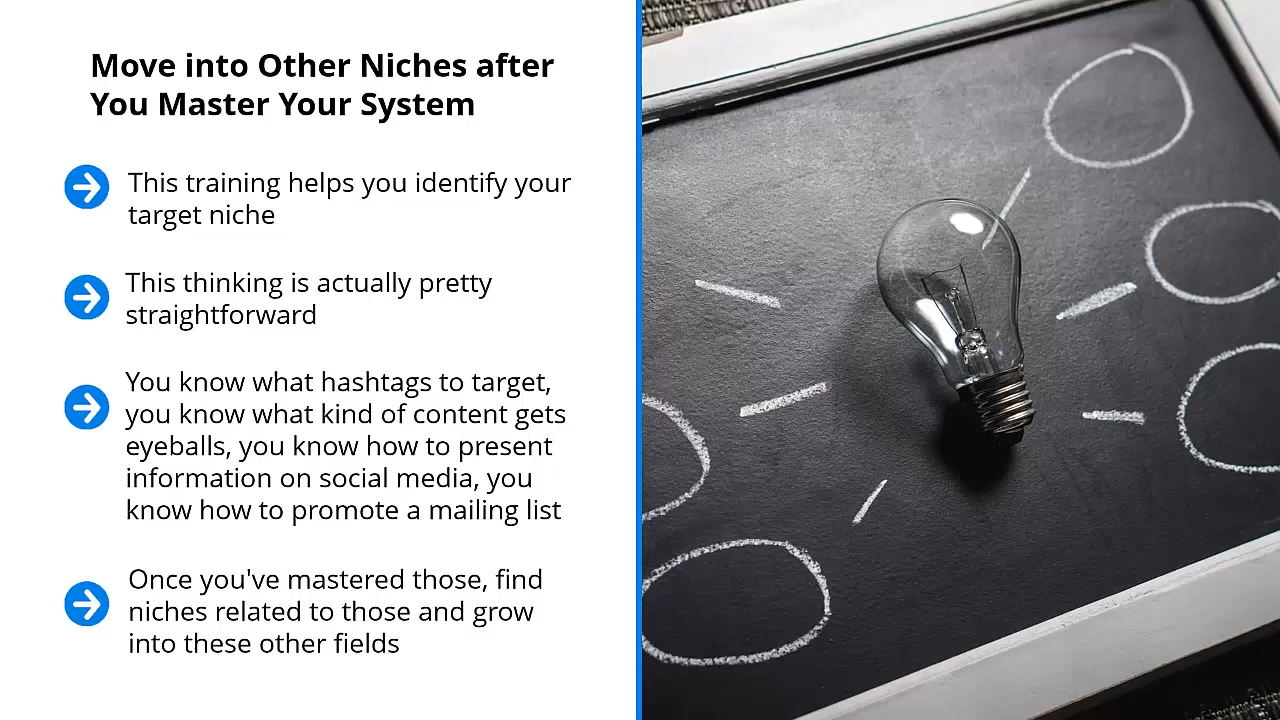 Move into Other Niches after
You Master Your System
This training helps you identify your
target niche
This thinking is actually pretty
straightforward
You know what hashtags to target,
you know what kind of content gets
eyeballs, you know how to present
information on social media, you
know how to promote a mailing list
Once you've mastered those, find
niches related to those and grow
into these other fields